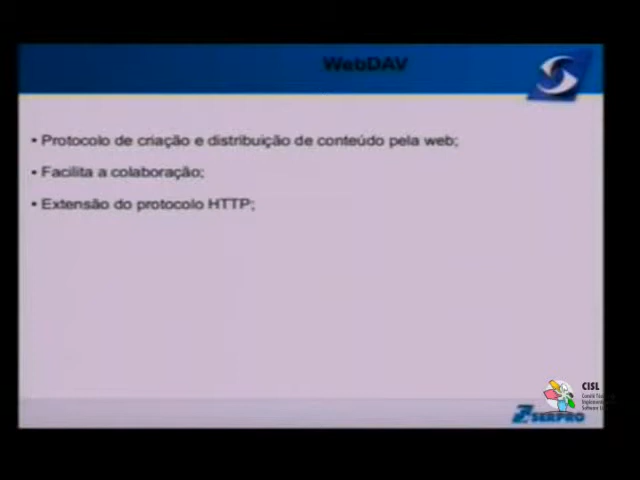 WebDAV
• Protocolo de criação e distribuição de conteúdo pela web;
• Facilita a colaboração;
• Extensão do protocolo HTTP;
CISL
SERPRO